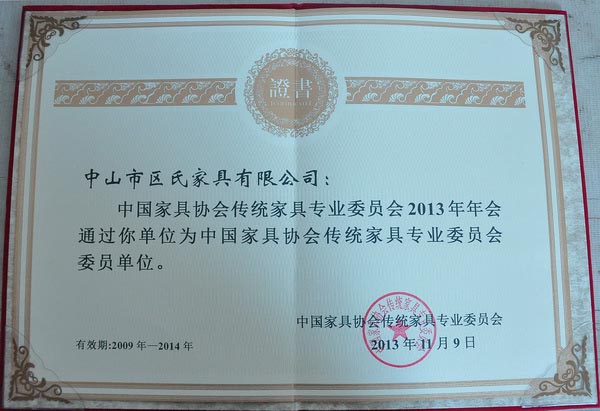 證書
中山市区氏家具有限公司：
中国家具协会传统家具专业委员会2013年年会
通过你单位为中国家具协会传统家具专业委员会
委员单位。
中国家具协会传统家具专业委员会
2013年11月9日
有效期:2009年—2014年